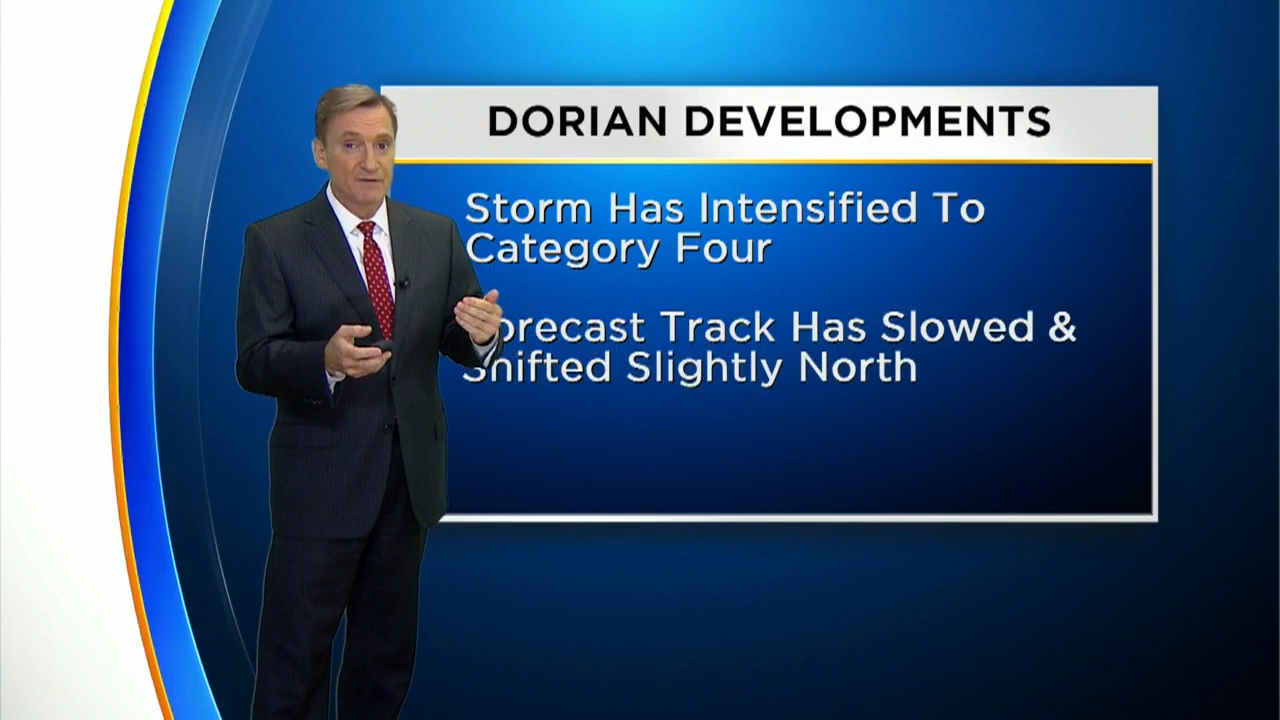 DORIAN DEVELOPMENTS
Storm Has Intensified To
Category Four
orecast Track Has Slowed &
Shifted Slightly North